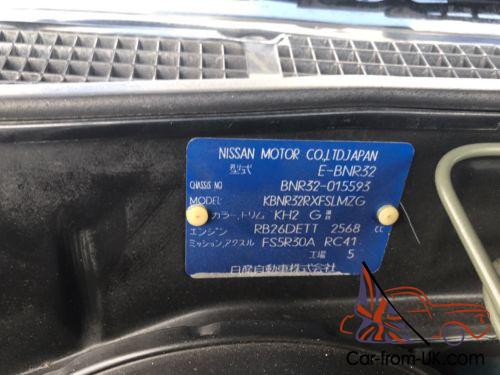 NISSAN MOTOR CO.,LTD.JAPAN
E-BNR32
CHASSIS NO BNR32-015593
MODEL KBNR32RXFSLMZG
カラー、トリム KH2 G
エンジン RB26DETT 2568 cc
ミッション、アクスル FS5R30A RC41
工場 5
日産自動車株式会社
Car-from-UK.com